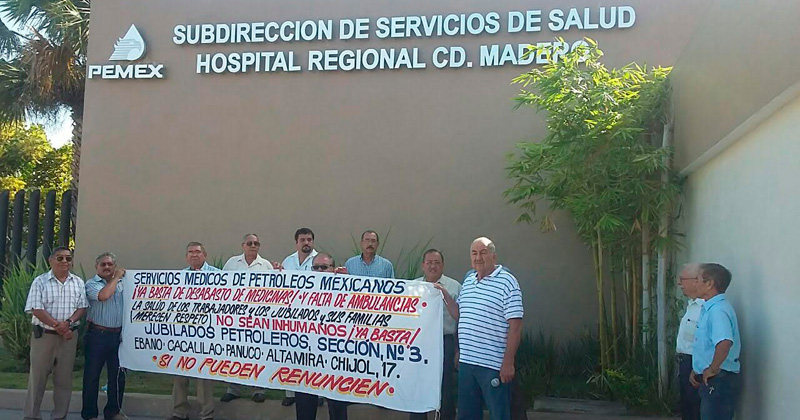 SUBDIRECCION DE SERVICIOS DE SALUD
HOSPITAL REGIONAL CD. MADERO
PEMEX
SERVICIOS MEDICOS DE PETROLEOS MEXICANOS
¡YA BASTA DE DESABASTO DE MEDICINAS! Y FALTA DE AMBULANCIAS
LA SALUD DE LOS TRABAJADORES Y LOS JUBILADOS Y SUS FAMILIAS
¡MERECEN RESPETO! NO SEAN INHUMANOS ¡YA BASTA!
JUBILADOS PETROLEROS, SECCIÓN, Nº 3.
EBANO · CACALILAO · PANUCO · ALTAMIRA · CHIJOL, 17.
· SI NO PUEDEN RENUNCIEN ·